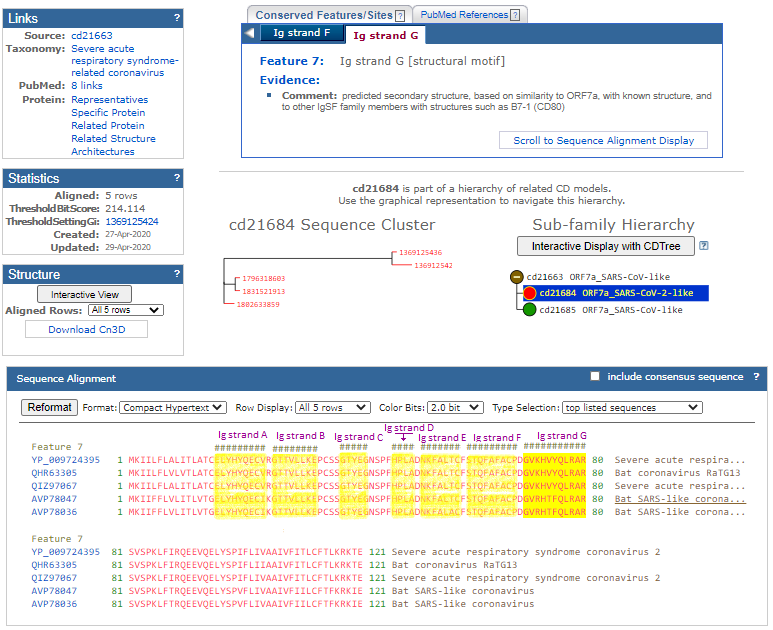 Links ?
Source: cd21663
Taxonomy: Severe acute
respiratory syndrome-
related coronavirus
PubMed: 8 links
Protein: Representatives
Specific Protein
Related Protein
Related Structure
Architectures
Statistics ?
Aligned: 5 rows
ThresholdBitScore: 214.114
ThresholdSettingGi: 1369125424
Created: 27-Apr-2020
Updated: 29-Apr-2020
Structure ?
Interactive View
Aligned Rows: All 5 rows
Download Cn3D
Conserved Features/Sites ? PubMed References ?
Ig strand F Ig strand G
Feature 7: Ig strand G [structural motif]
Evidence:
Comment: predicted secondary structure, based on similarity to ORF7a, with known structure, and
to other IgSF family members with structures such as B7-1 (CD80)
Scroll to Sequence Alignment Display
cd21684 is part of a hierarchy of related CD models.
Use the graphical representation to navigate this hierarchy.
cd21684 Sequence Cluster
1369125436
136912542
1796318603
1831521913
1802633859
Sub-family Hierarchy
Interactive Display with CDTree ?
cd21663 ORF7a_SARS-CoV-like
cd21684 ORF7a_SARS-CoV-2-like
cd21685 ORF7a_SARS-CoV-like
Sequence Alignment include consensus sequence ?
Reformat Format: Compact Hypertext Row Display: All 5 rows Color Bits: 2.0 bit Type Selection: top listed sequences
Ig strand A Ig strand B Ig strand C Ig strand D Ig strand E Ig strand F Ig strand G
Feature 7 ######### ######## ##### #### ###### ######### ###########
YP_009724395 1 MKIILFLALITLATCELYHYQECVRGTTVLLKEPCSSGTYEGNSPFHPLADNKFALTCFSTQFAFACPDGVKHVYQLRAR 80 Severe acute respira...
QHR63305 1 MKIILFLVLVTLATCELYHYQECVRGTTVLLKEPCSSGTYEGNSPFHPLADNKFALTCFSTQFAFACPDGVKHVYQLRAR 80 Bat coronavirus RaTG13
QIZ97067 1 MKIILFLALITLATCELYHYQECVRGTTVLLKEPCSSGTYEGNSPFHPLADNKFALTCFSTQFAFACPDGVKHVYQLRAR 80 Severe acute respira...
AVP78047 1 MKIIFFLVLITLVTGELYHYQECIKGTTVLLKEPCPSGTYEGNSPFHPLADNKFALACFSTQFAFACPDGVRHTFQLRAR 80 Bat SARS-like corona...
AVP78036 1 MKIILFLTLITLVTGELYHYQECIKGTTVLLKEPCPSGTYEGNSPFHPLADNKFALACFSTQFAFACPDGVRHTYQLRAR 80 Bat SARS-like corona...
Feature 7
YP_009724395 81 SVSPKLFIRQEEVQELYSPIFLIVAAIVFITLCFTLKRKTE 121 Severe acute respiratory syndrome coronavirus 2
QHR63305 81 SVSPKLFIRQEEVQELYSPIFLIVAAIVFITLCFTLKRKTE 121 Bat coronavirus RaTG13
QIZ97067 81 SVSPKLFIRQEEVQELYSPIFLIVAAIVFITLCFTLKRKTE 121 Severe acute respiratory syndrome coronavirus 2
AVP78047 81 SVSPKLFTRQEEVQQELYSPLFLIVAAIVFIILCFTIKRKTE 121 Bat SARS-like coronavirus
AVP78036 81 SVSPKLFTRQEEVQQELYSPLFLIVAAIVFIILCFTFKRKIE 121 Bat SARS-like coronavirus